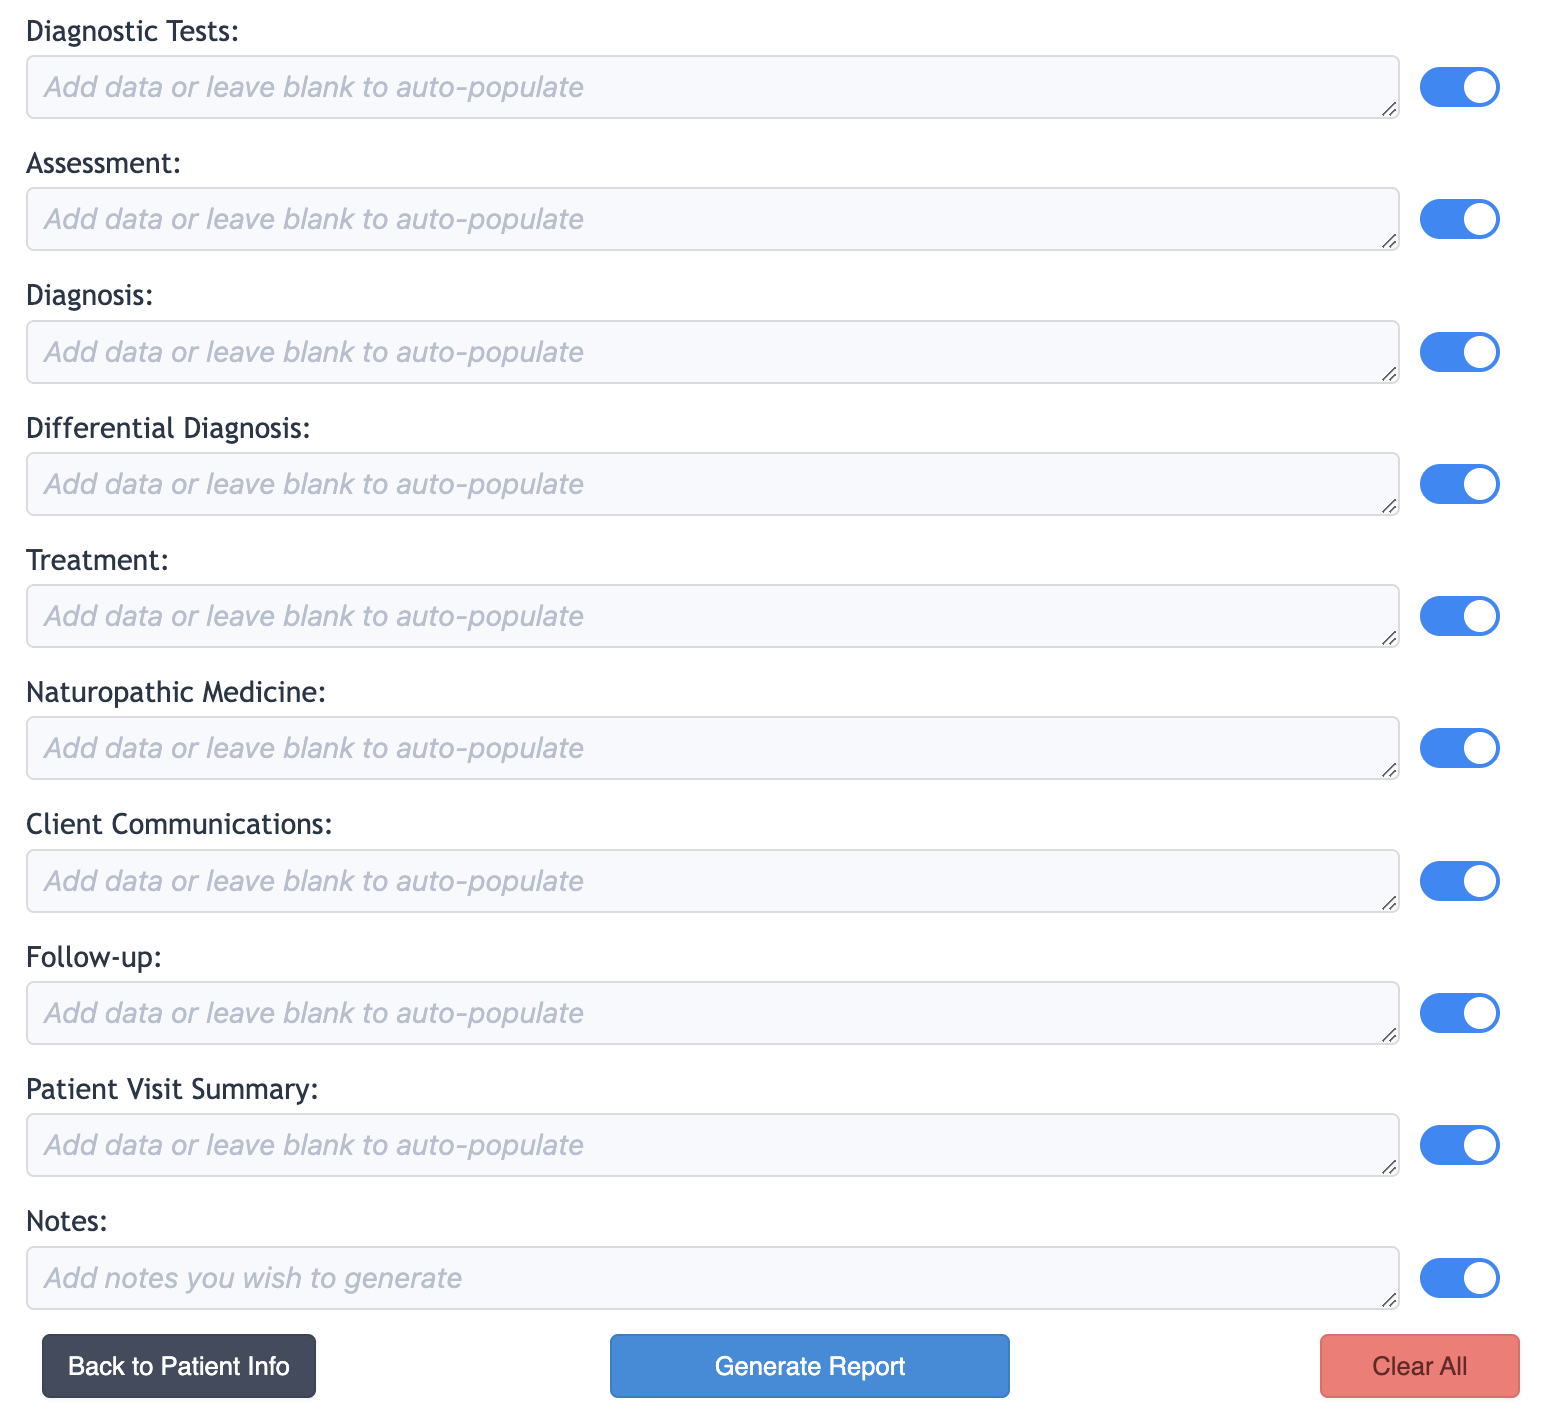 Diagnostic Tests:
Add data or leave blank to auto-populate
Assessment:
Add data or leave blank to auto-populate
Diagnosis:
Add data or leave blank to auto-populate
Differential Diagnosis:
Add data or leave blank to auto-populate
Treatment:
Add data or leave blank to auto-populate
Naturopathic Medicine:
Add data or leave blank to auto-populate
Client Communications:
Add data or leave blank to auto-populate
Follow-up:
Add data or leave blank to auto-populate
Patient Visit Summary:
Add data or leave blank to auto-populate
Notes:
Add notes you wish to generate
Back to Patient Info
Generate Report
Clear All